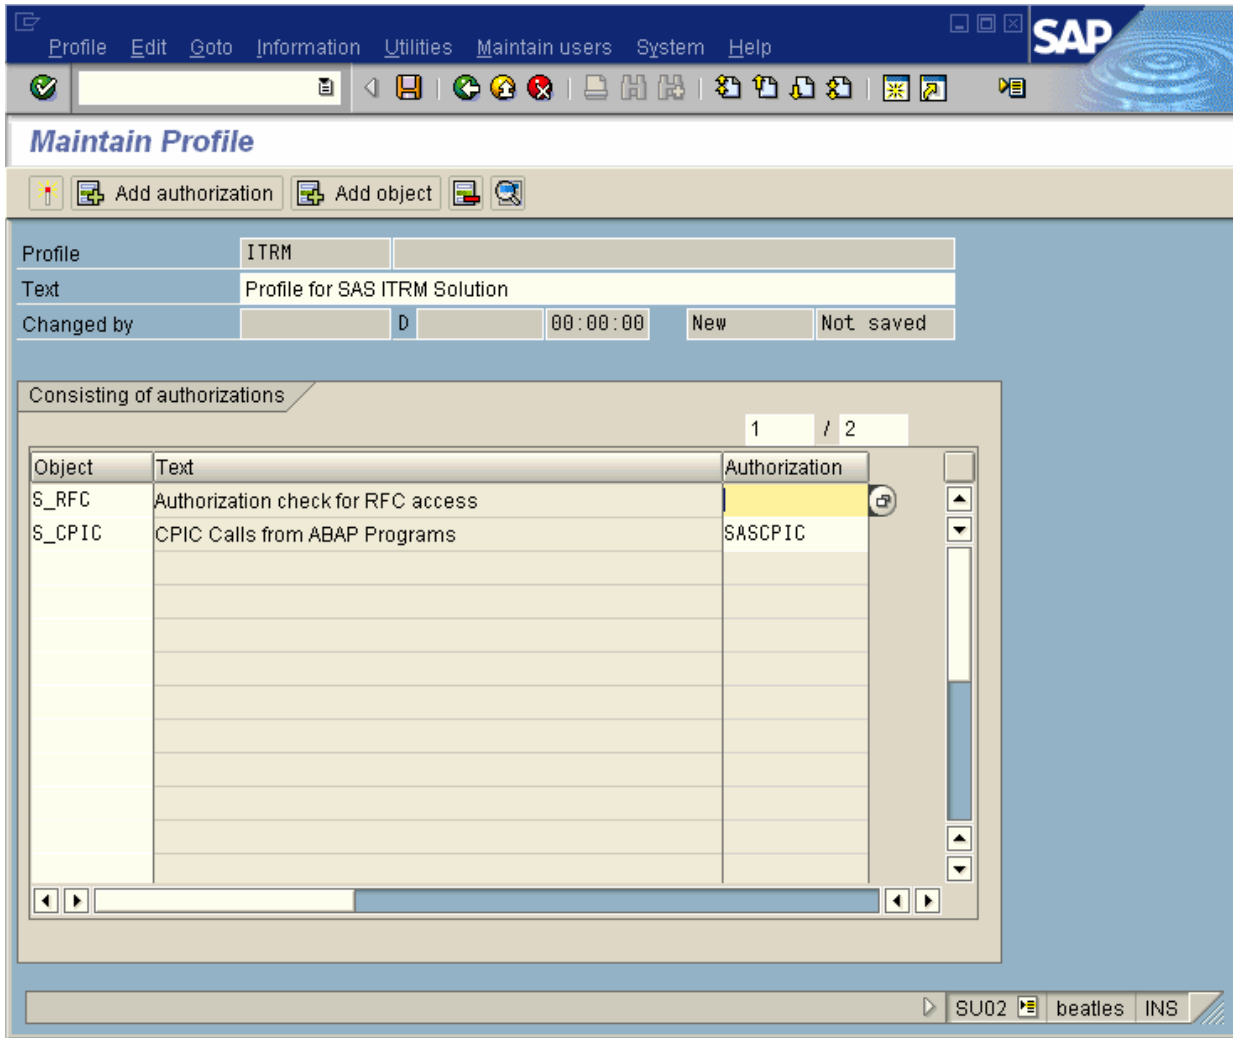 Profile Edit Goto Information Utilities Maintain users System Help
SAP
Maintain Profile
Add authorization Add object
Profile ITRM
Text Profile for SAS ITRM Solution
Changed by D 00:00:00 New Not saved
Consisting of authorizations
1 / 2
Object Text Authorization
S_RFC Authorization check for RFC access
S_CPIC CPIC Calls from ABAP Programs SASCPIC
SU02 beatles INS